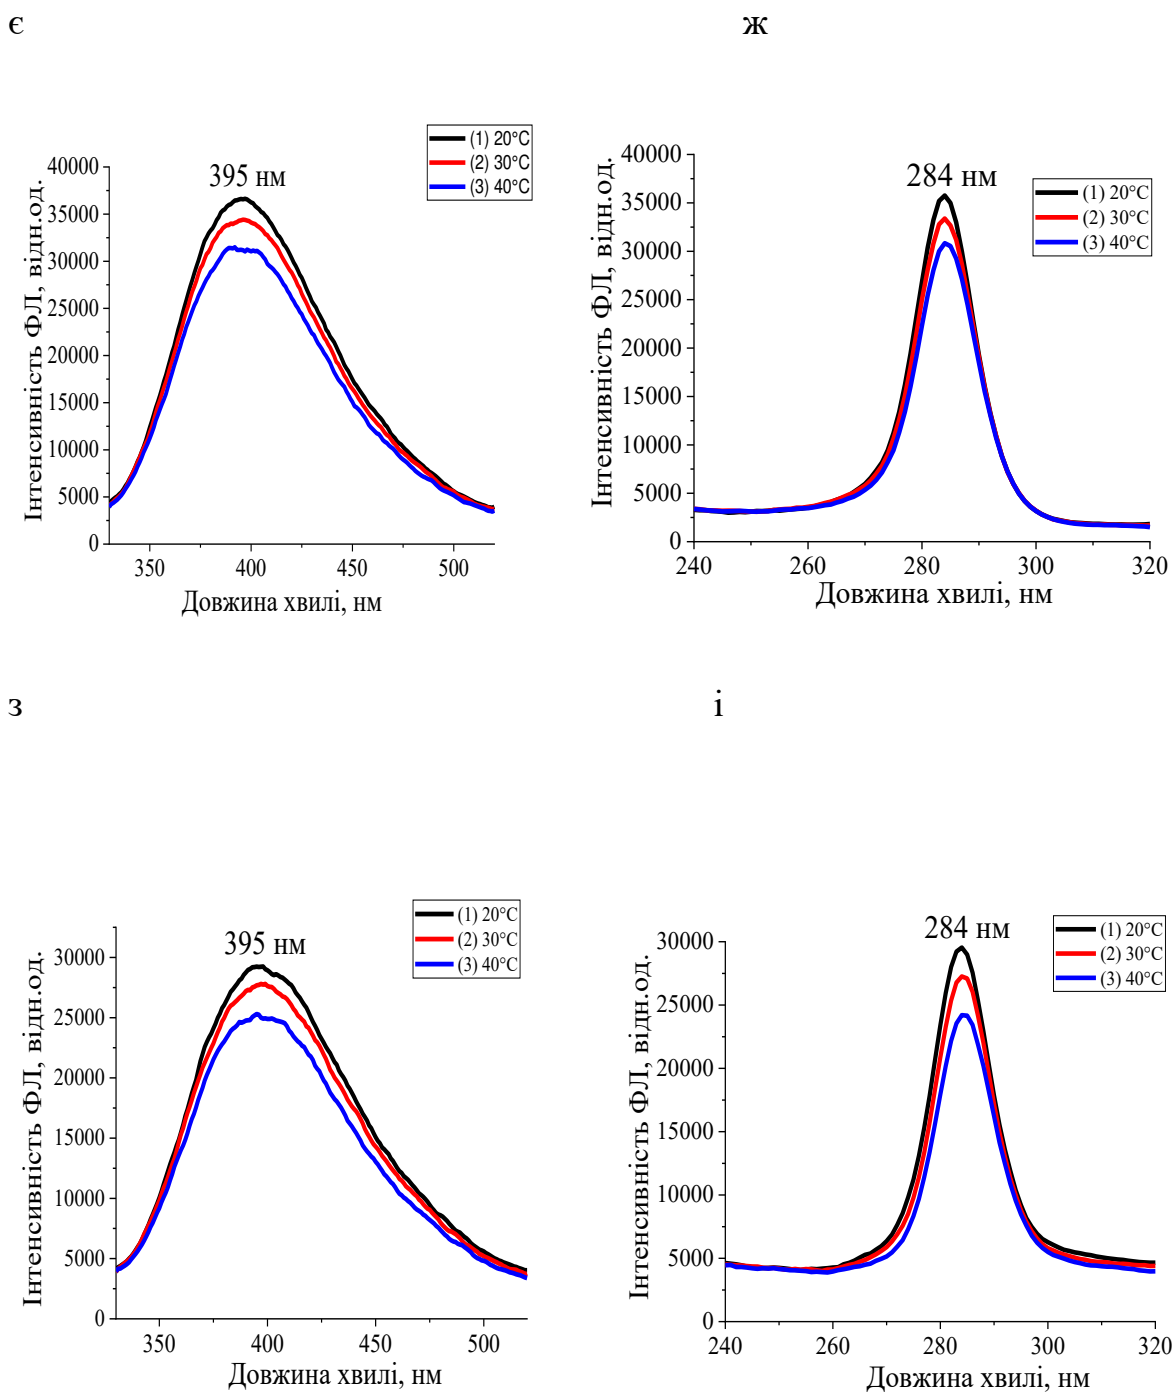 є
ж
395 нм
(1) 20°C
(2) 30°C
(3) 40°C
40000
35000
30000
25000
20000
15000
10000
5000
0
350
400
450
500
Інтенсивність ФЛ, відн.од.
Довжина хвилі, нм
284 нм
(1) 20°C
(2) 30°C
(3) 40°C
40000
35000
30000
25000
20000
15000
10000
5000
0
240
260
280
300
320
Інтенсивність ФЛ, відн.од.
Довжина хвилі, нм
з
і
395 нм
(1) 20°C
(2) 30°C
(3) 40°C
30000
25000
20000
15000
10000
5000
0
350
400
450
500
Інтенсивність ФЛ, відн.од.
Довжина хвилі, нм
284 нм
(1) 20°C
(2) 30°C
(3) 40°C
30000
25000
20000
15000
10000
5000
0
240
260
280
300
320
Інтенсивність ФЛ, відн.од.
Довжина хвилі, нм